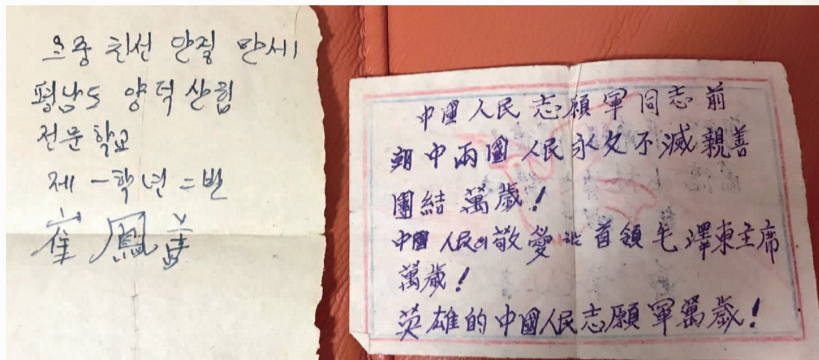 조중 친선 단결 만세!
평남도 양덕산림
전문학교
제 一학년 二반
崔鳳
中國人民志願軍同志前
朝中兩國人民永久不滅親善
團結萬歲!
中國人民의敬愛하는首領毛澤東主席
萬歲!
英雄的中國人民志願軍萬歲!